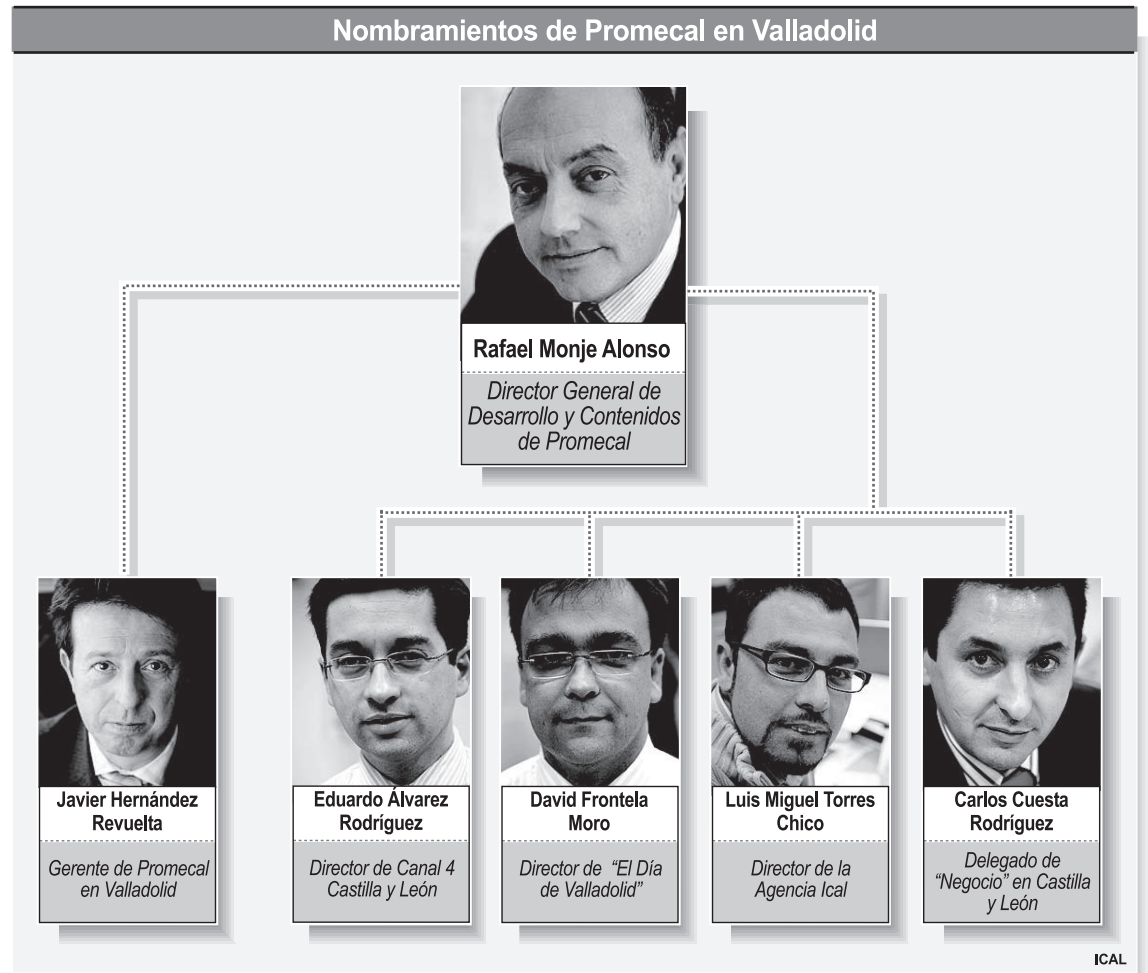 Nombramientos de Promecal en Valladolid
Rafael Monje Alonso
Director General de
Desarrollo y Contenidos
de Promecal
Javier Hernández
Revuelta
Gerente de Promecal
en Valladolid
Eduardo Álvarez
Rodríguez
Director de Canal 4
Castilla y León
David Frontela
Moro
Director de “El Día
de Valladolid”
Luis Miguel Torres
Chico
Director de la
Agencia Ical
Carlos Cuesta
Rodríguez
Delegado de
“Negocio” en Castilla
y León
ICAL